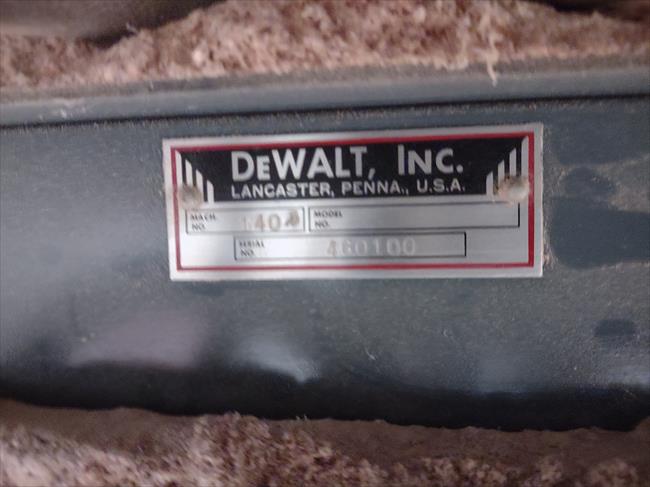 DeWALT, INC.
LANCASTER, PENNA., U.S.A.
MACH. NO. MODEL NO.
SERIAL NO. 460100